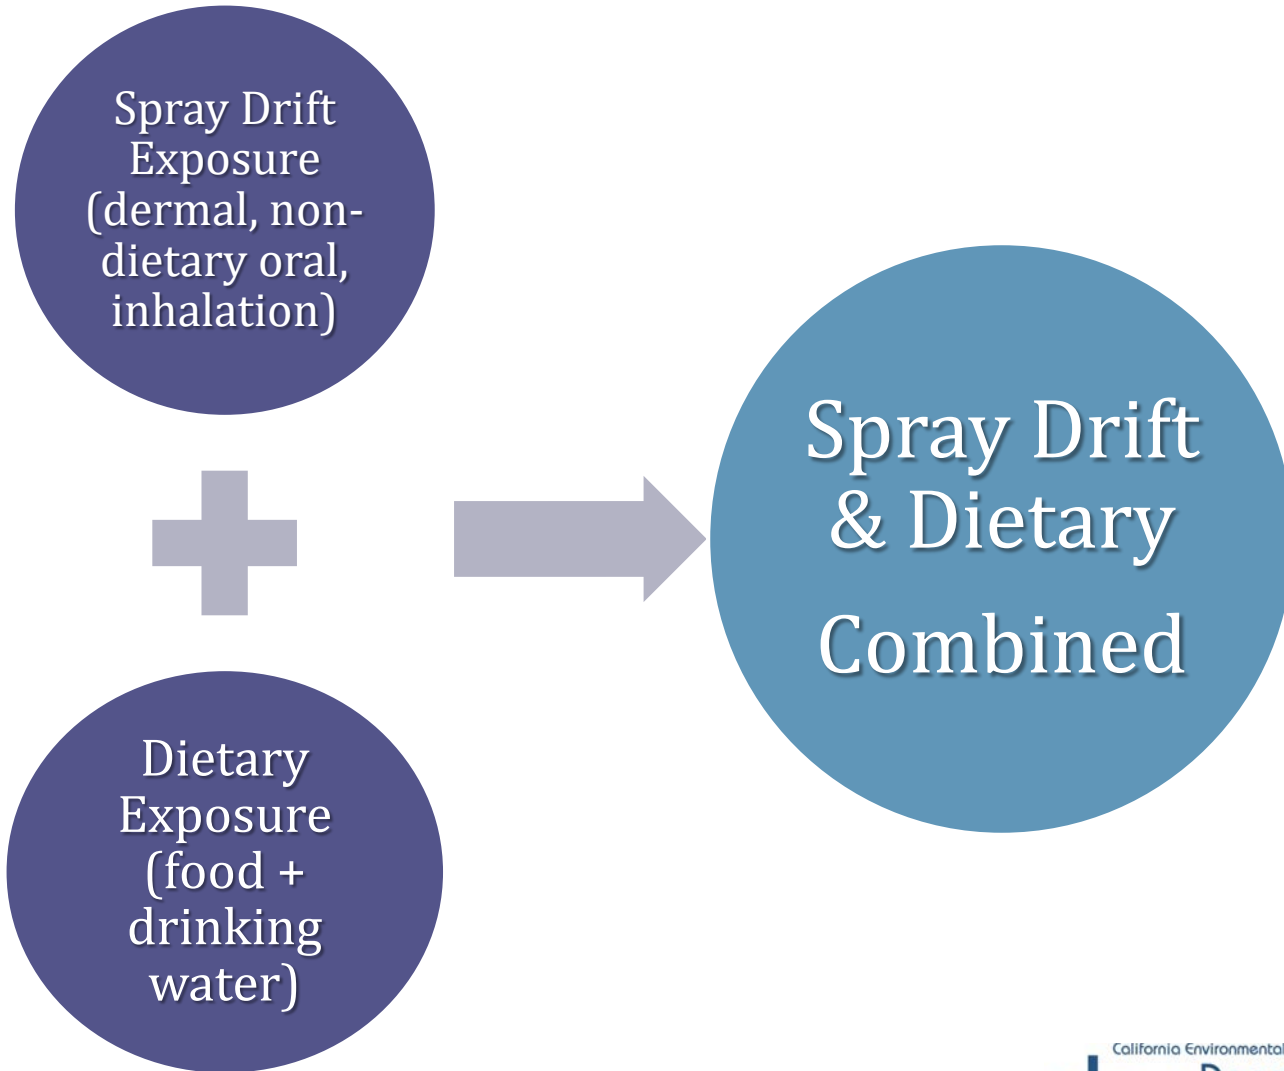 Spray Drift
Exposure
(dermal, non-
dietary oral,
inhalation)
Dietary
Exposure
(food +
drinking
water)
Spray Drift
& Dietary
Combined
California Environmental